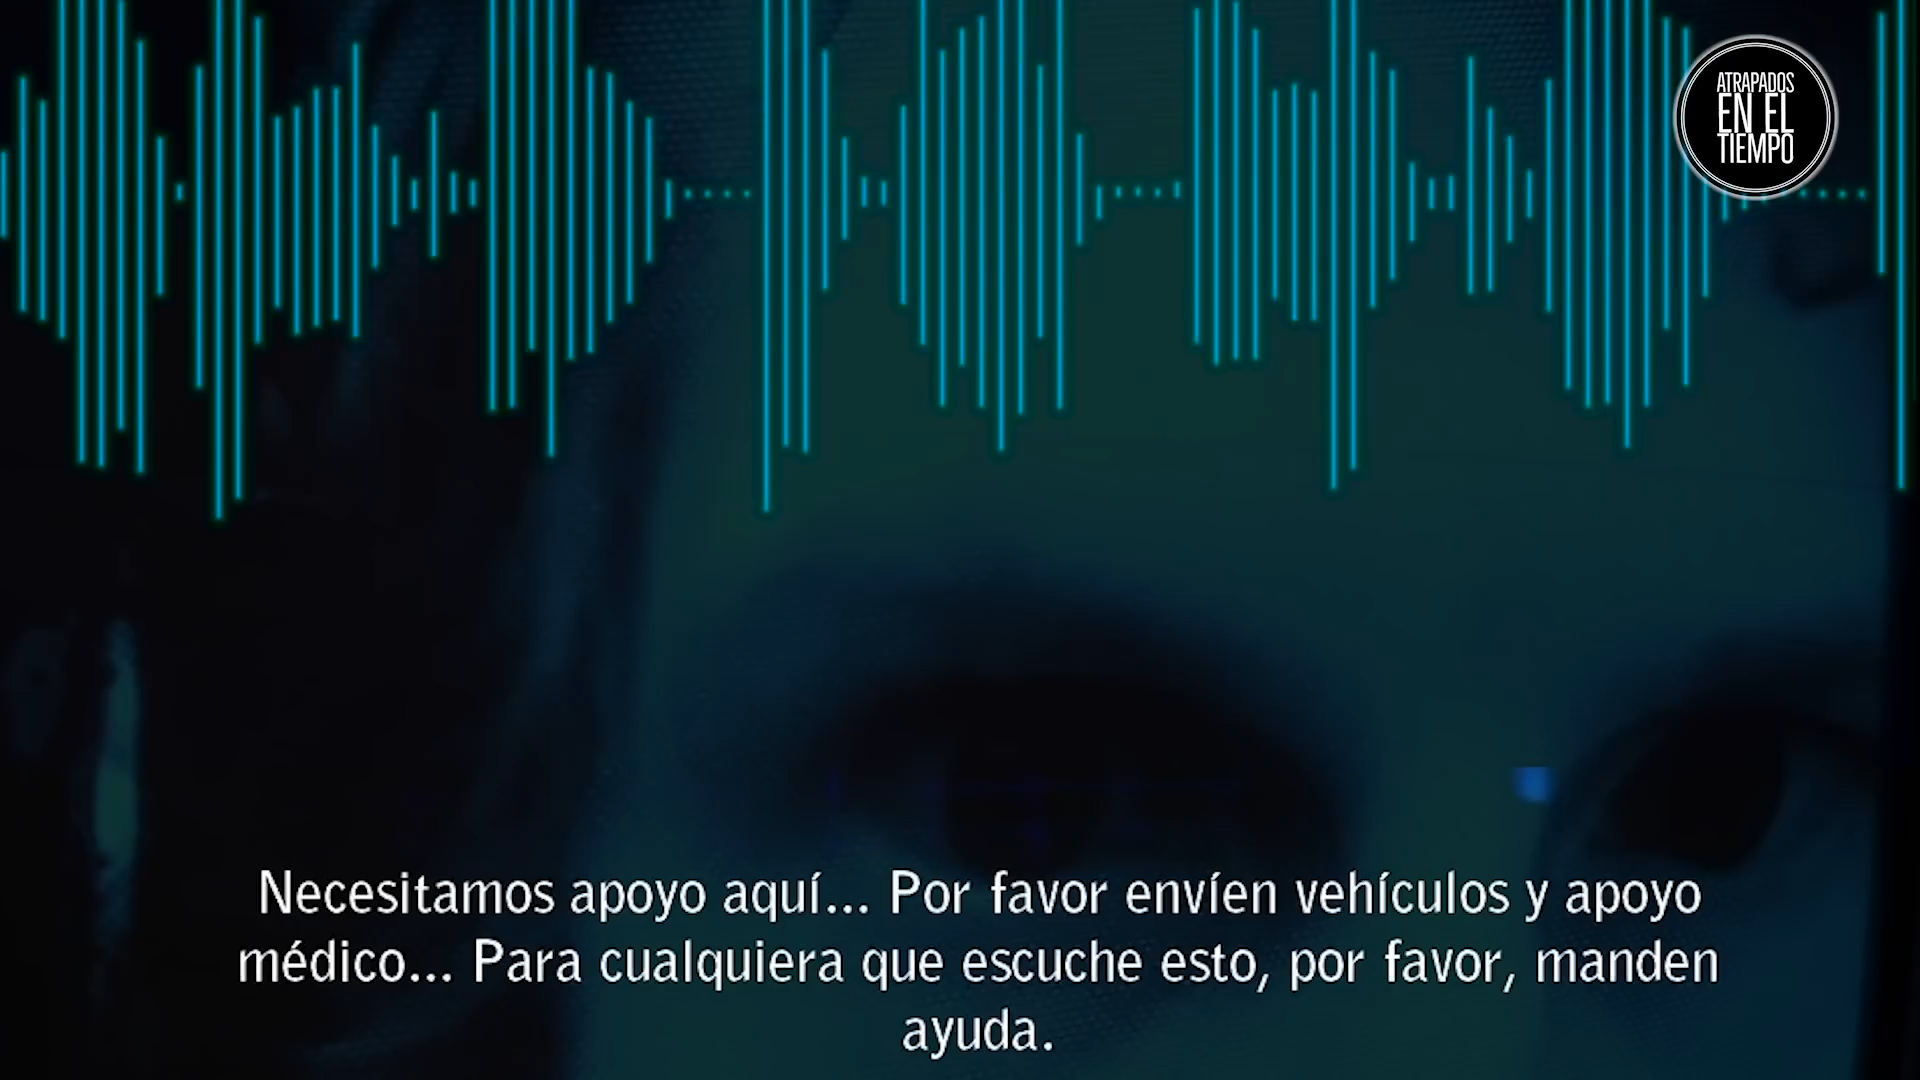 ATRAPADOS
EN EL
TIEMPO
Necesitamos apoyo aquí... Por favor envíen vehículos y apoyo
médico... Para cualquiera que escuche esto, por favor, manden
ayuda.